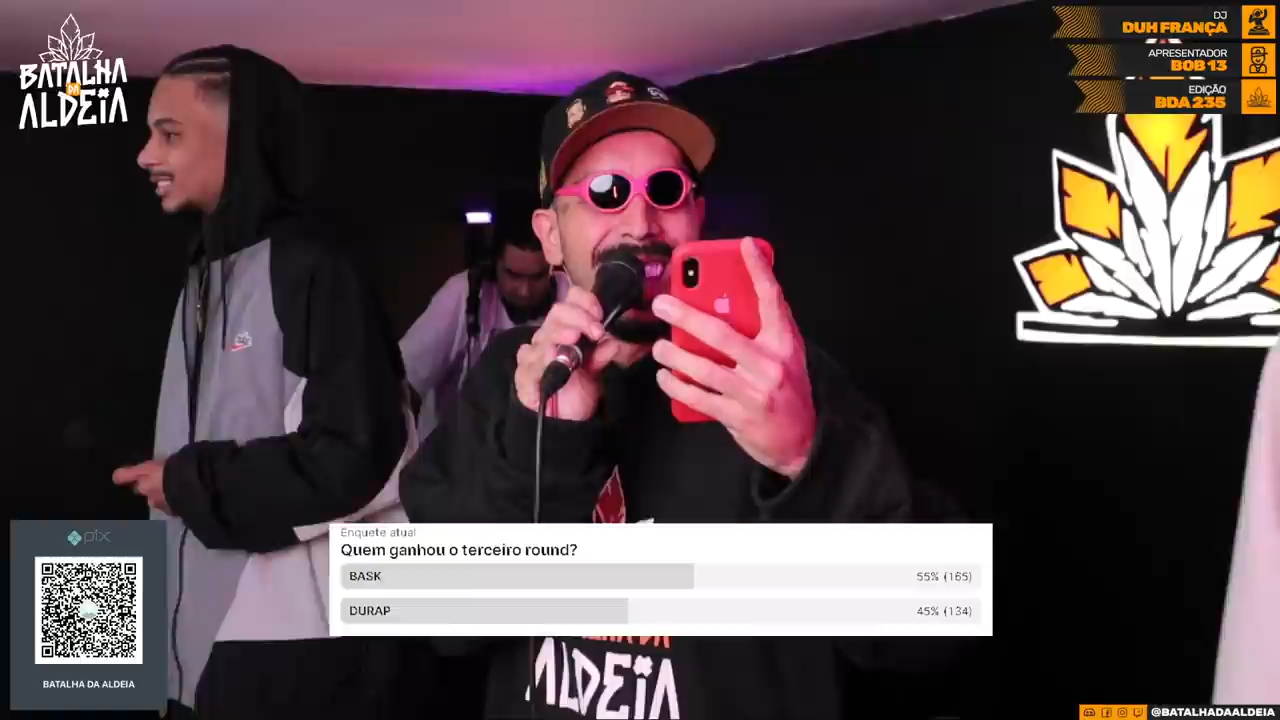 BATALHA
DA
ALDEIA
DJ
DUH FRANÇA
APRESENTADOR
BOB 13
EDIÇÃO
BDA 235
Enquete atual
Quem ganhou o terceiro round?
BASK 55% (165)
DURAP 45% (134)
pix
BATALHA DA ALDEIA
ALDEIA
@BATALHADAALDEIA